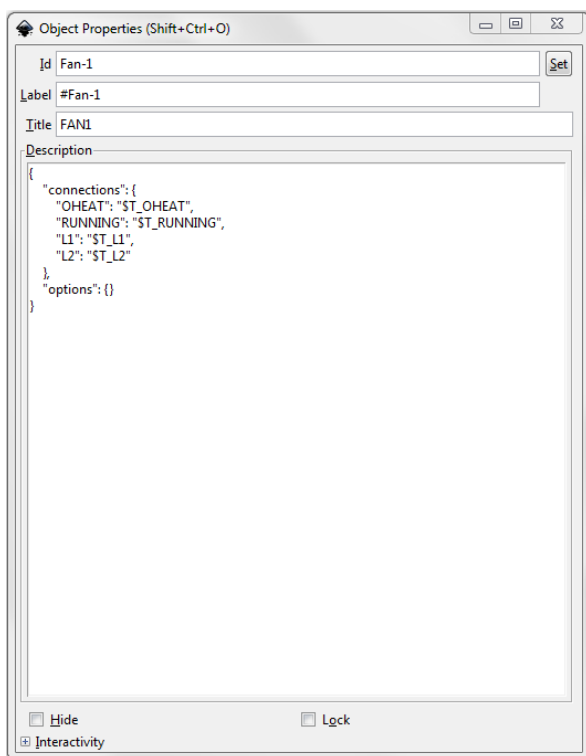 Object Properties (Shift+Ctrl+O)
Id Fan-1 Set
Label #Fan-1
Title FAN1
Description
{
"connections": {
"OHEAT": "$T_OHEAT",
"RUNNING": "$T_RUNNING",
"L1": "$T_L1",
"L2": "$T_L2"
},
"options": {}
}
Hide Lock
Interactivity